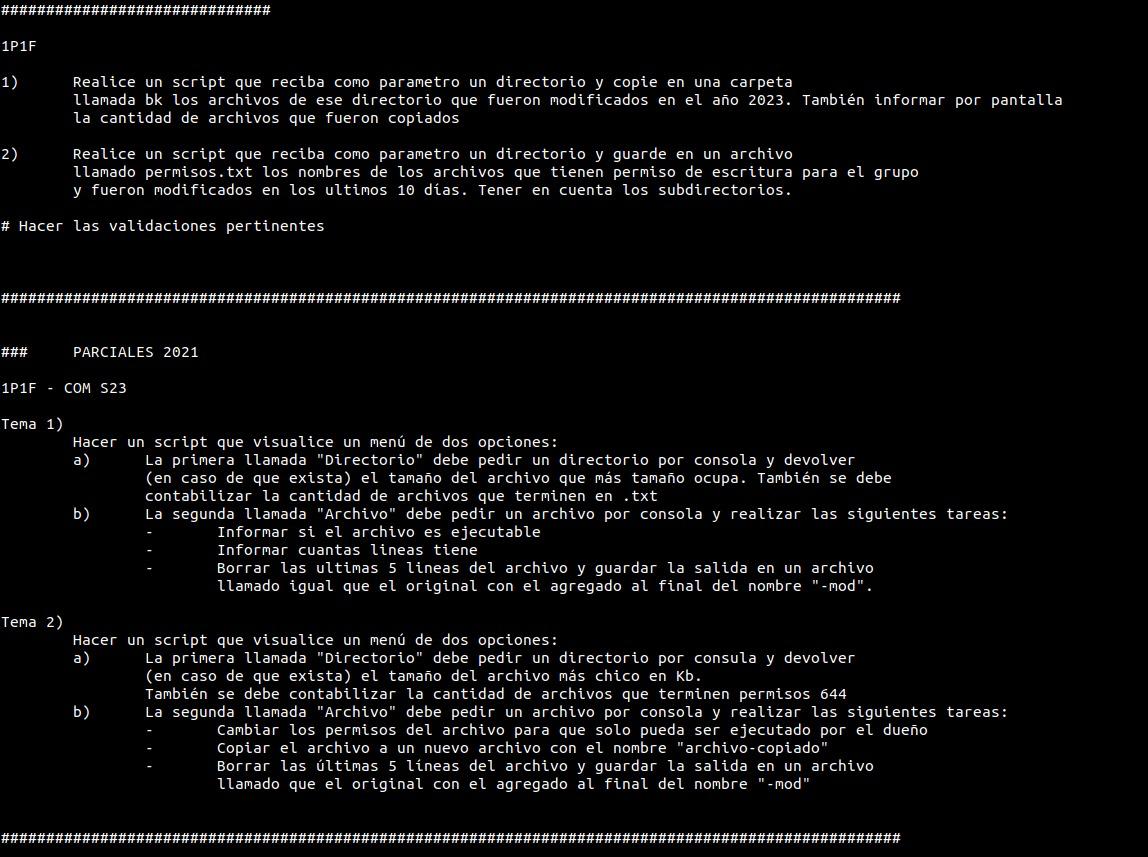 ##############################
1P1F
1) Realice un script que reciba como parametro un directorio y copie en una carpeta
llamada bk los archivos de ese directorio que fueron modificados en el año 2023. También informar por pantalla
la cantidad de archivos que fueron copiados
2) Realice un script que reciba como parametro un directorio y guarde en un archivo
llamado permisos.txt los nombres de los archivos que tienen permiso de escritura para el grupo
y fueron modificados en los ultimos 10 días. Tener en cuenta los subdirectorios.
# Hacer las validaciones pertinentes
####################################################################################################
### PARCIALES 2021
1P1F - COM S23
Tema 1)
Hacer un script que visualice un menú de dos opciones:
a) La primera llamada "Directorio" debe pedir un directorio por consola y devolver
(en caso de que exista) el tamaño del archivo que más tamaño ocupa. También se debe
contabilizar la cantidad de archivos que terminen en .txt
b) La segunda llamada "Archivo" debe pedir un archivo por consola y realizar las siguientes tareas:
- Informar si el archivo es ejecutable
- Informar cuantas lineas tiene
- Borrar las ultimas 5 lineas del archivo y guardar la salida en un archivo
llamado igual que el original con el agregado al final del nombre "-mod".
Tema 2)
Hacer un script que visualice un menú de dos opciones:
a) La primera llamada "Directorio" debe pedir un directorio por consula y devolver
(en caso de que exista) el tamaño del archivo más chico en Kb.
También se debe contabilizar la cantidad de archivos que terminen permisos 644
b) La segunda llamada "Archivo" debe pedir un archivo por consola y realizar las siguientes tareas:
- Cambiar los permisos del archivo para que solo pueda ser ejecutado por el dueño
- Copiar el archivo a un nuevo archivo con el nombre "archivo-copiado"
- Borrar las últimas 5 líneas del archivo y guardar la salida en un archivo
llamado que el original con el agregado al final del nombre "-mod"
####################################################################################################